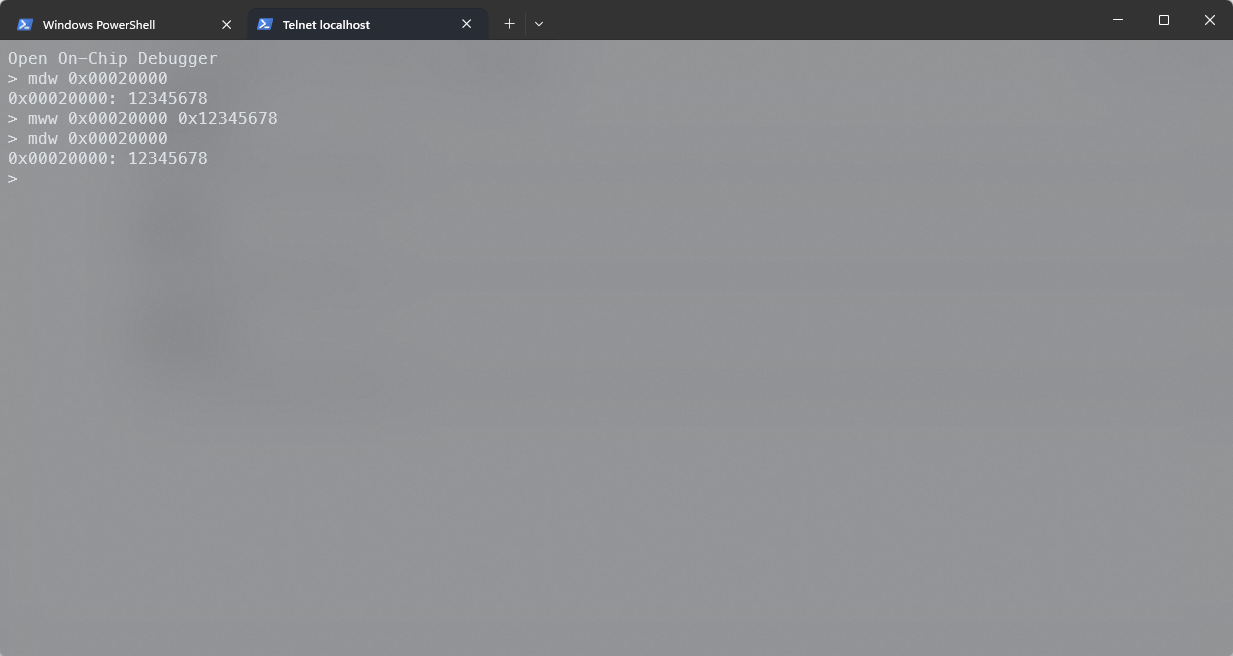 Windows PowerShell
Telnet localhost
Open On-Chip Debugger
> mdw 0x00020000
0x00020000: 12345678
> mww 0x00020000 0x12345678
> mdw 0x00020000
0x00020000: 12345678
>